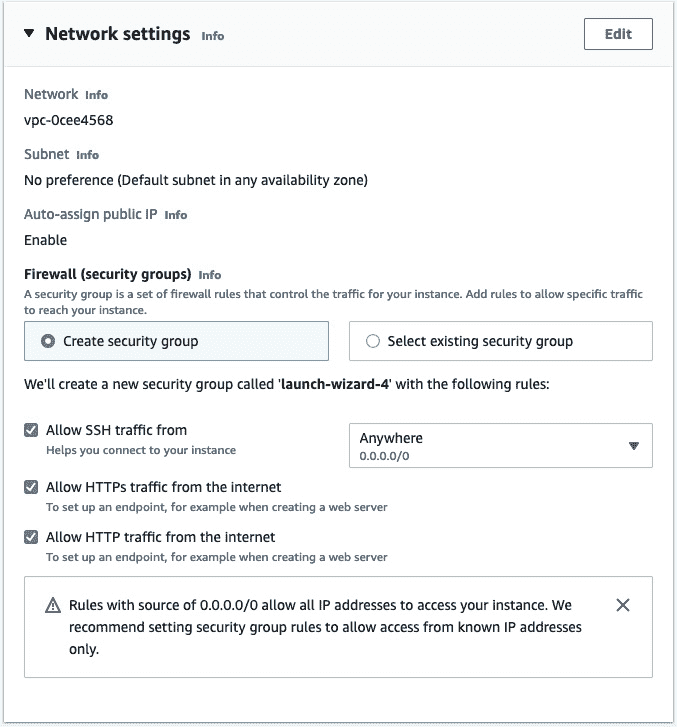 Network settings Info
Edit
Network Info
vpc-0cee4568
Subnet Info
No preference (Default subnet in any availability zone)
Auto-assign public IP Info
Enable
Firewall (security groups) Info
A security group is a set of firewall rules that control the traffic for your instance. Add rules to allow specific traffic
to reach your instance.
Create security group
Select existing security group
We'll create a new security group called 'launch-wizard-4' with the following rules:
Allow SSH traffic from
Helps you connect to your instance
Anywhere
0.0.0.0/0
Allow HTTPs traffic from the internet
To set up an endpoint, for example when creating a web server
Allow HTTP traffic from the internet
To set up an endpoint, for example when creating a web server
Rules with source of 0.0.0.0/0 allow all IP addresses to access your instance. We
recommend setting security group rules to allow access from known IP addresses
only.